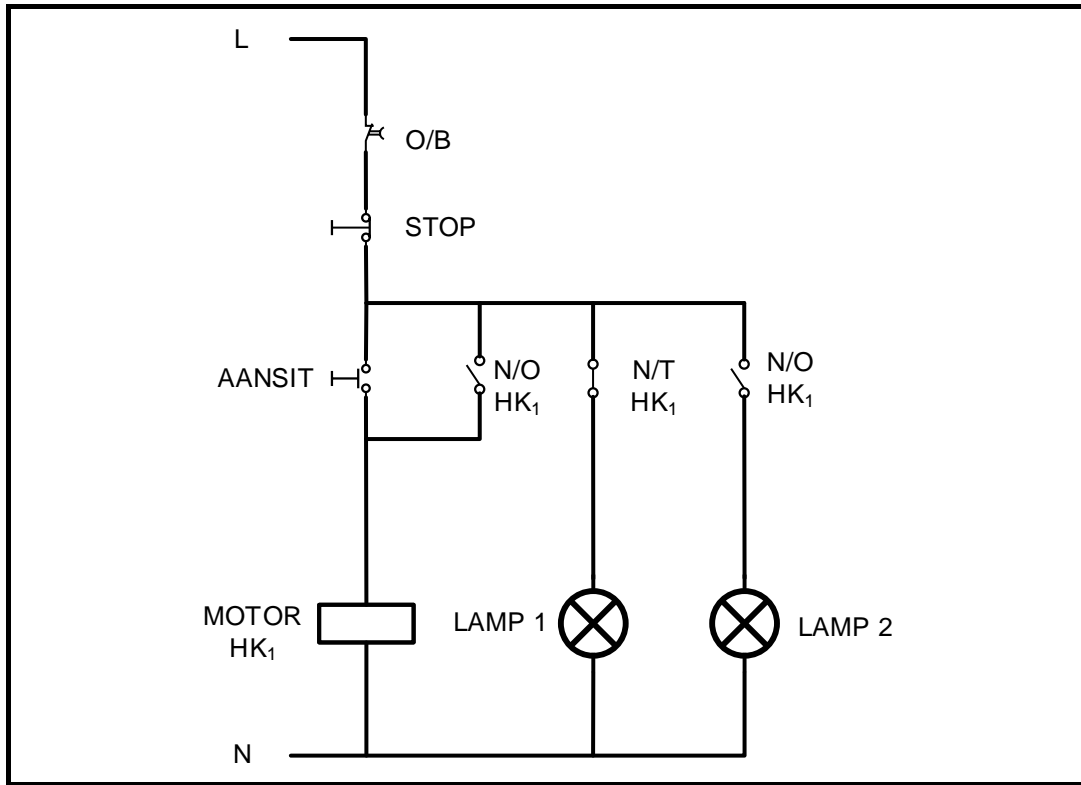 L
O/B
STOP
AANSIT
N/O
HK₁
N/T
HK₁
N/O
HK₁
MOTOR
HK₁
LAMP 1
LAMP 2
N